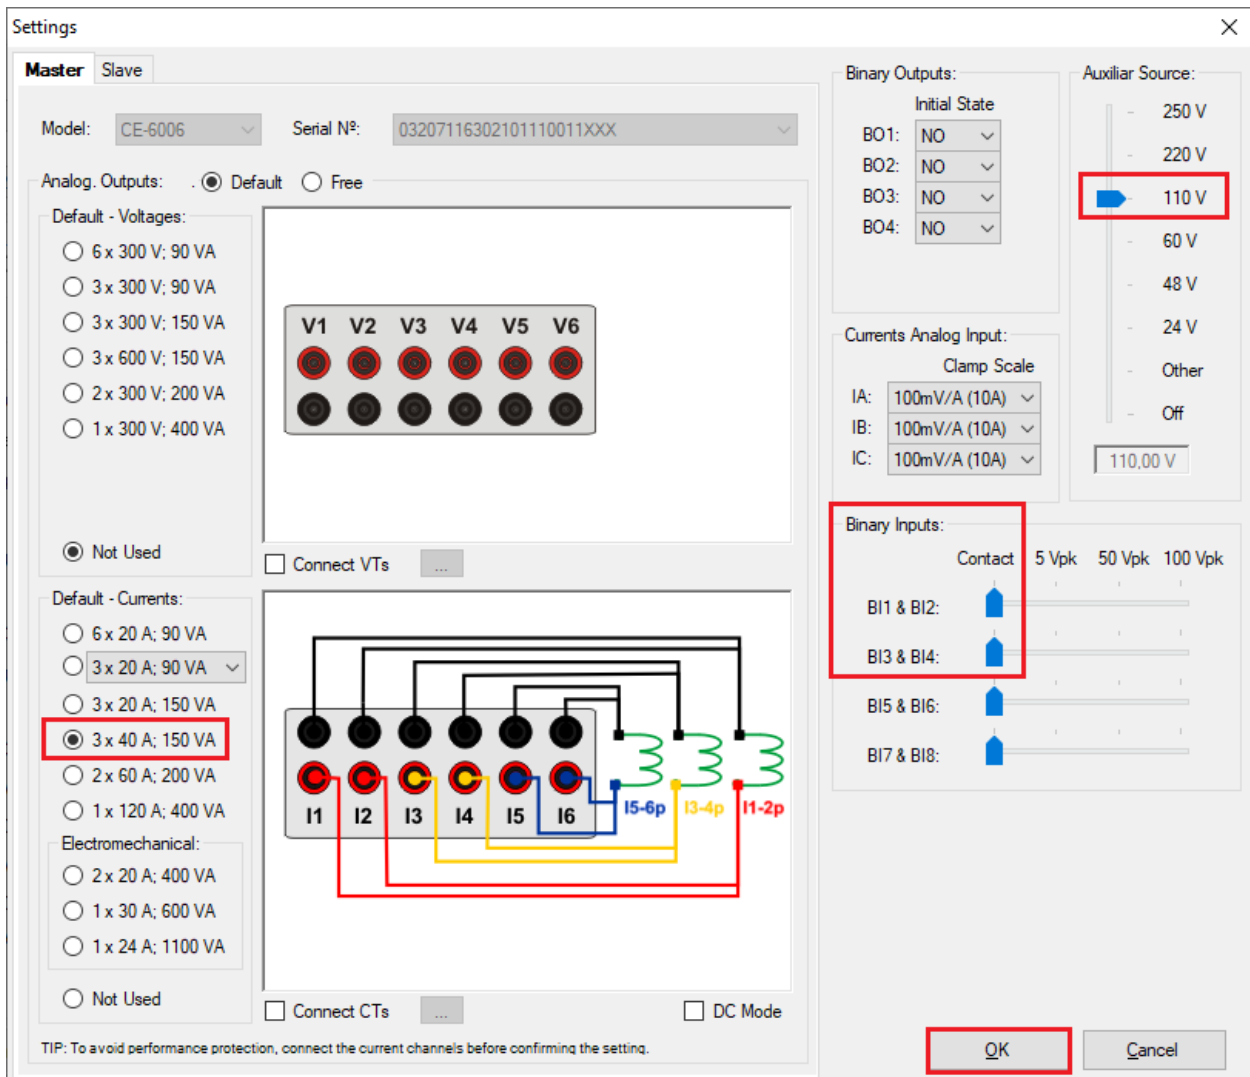 Settings
Master Slave
Model: CE-6006 Serial Nº: 03207116302101110011XXX
Analog. Outputs: . Default Free
Default - Voltages:
6 x 300 V; 90 VA
3 x 300 V; 90 VA
3 x 300 V; 150 VA
3 x 600 V; 150 VA
2 x 300 V; 200 VA
1 x 300 V; 400 VA
Not Used
V1 V2 V3 V4 V5 V6
Connect VTs ...
Default - Currents:
6 x 20 A; 90 VA
3 x 20 A; 90 VA
3 x 20 A; 150 VA
3 x 40 A; 150 VA
2 x 60 A; 200 VA
1 x 120 A; 400 VA
Electromechanical:
2 x 20 A; 400 VA
1 x 30 A; 600 VA
1 x 24 A; 1100 VA
Not Used
I5-6p I3-4p I1-2p
I1 I2 I3 I4 I5 I6
Connect CTs ... DC Mode
TIP: To avoid performance protection, connect the current channels before confirming the setting.
Binary Outputs:
Initial State
BO1: NO
BO2: NO
BO3: NO
BO4: NO
Auxiliar Source:
250 V
220 V
110 V
60 V
48 V
24 V
Other
Off
110,00 V
Currents Analog Input:
Clamp Scale
IA: 100mV/A (10A)
IB: 100mV/A (10A)
IC: 100mV/A (10A)
Binary Inputs:
Contact 5 Vpk 50 Vpk 100 Vpk
BI1 & BI2:
BI3 & BI4:
BI5 & BI6:
BI7 & BI8:
OK Cancel